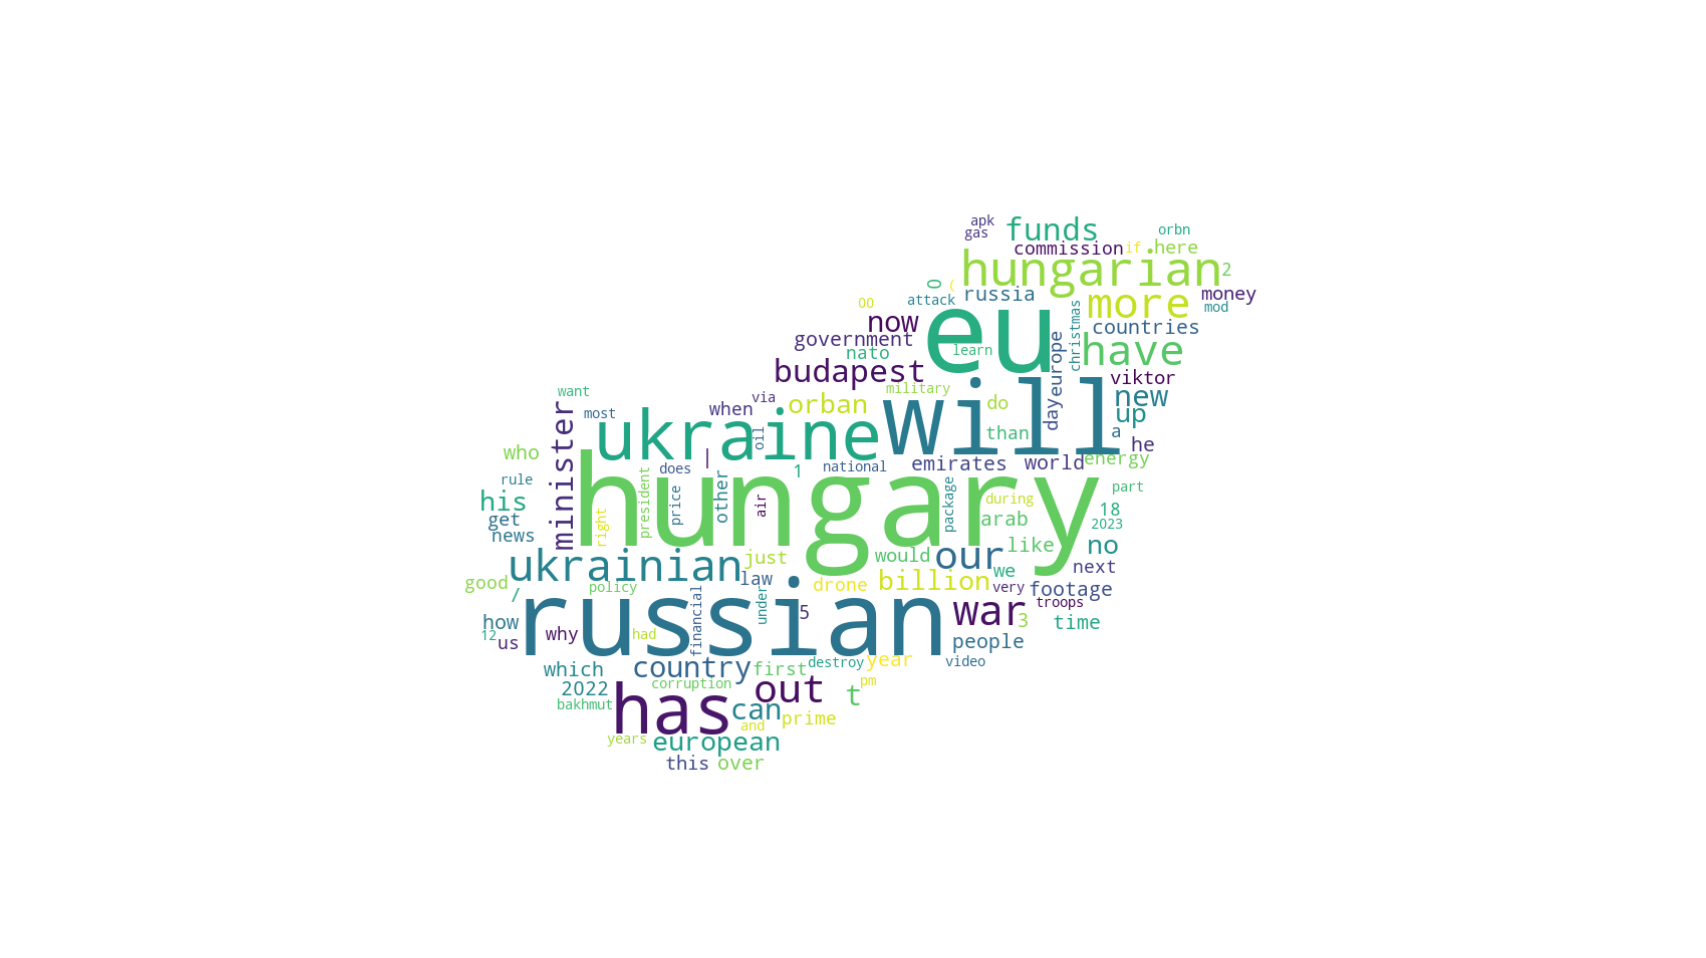 apk
funds
orbn
gas
commission
if
.
here
hungarian
2
0
(
russia
more
money
00
attack
mod
now
eu
christmas
countries
government
nato
learn
europe
have
budapest
military
will
viktor
want
via
orban
do
day
new
most
when
up
minister
ukraine
oil
than
a
he
who
|
does
1
national
emirates
world
energy
rule
hungary
his
president
price
other
air
package
during
part
get
right
arab
18
2023
news
ukrainian
just
would
our
like
no
good
policy
law
drone
billion
we
next
/
russian
.
very
footage
how
financial
under
5
war
3
troops
time
12
us
why
had
people
which
country
first
destroy
year
video
2022
corruption
out
t
pm
bakhmut
has
can
prime
and
years
european
this
over